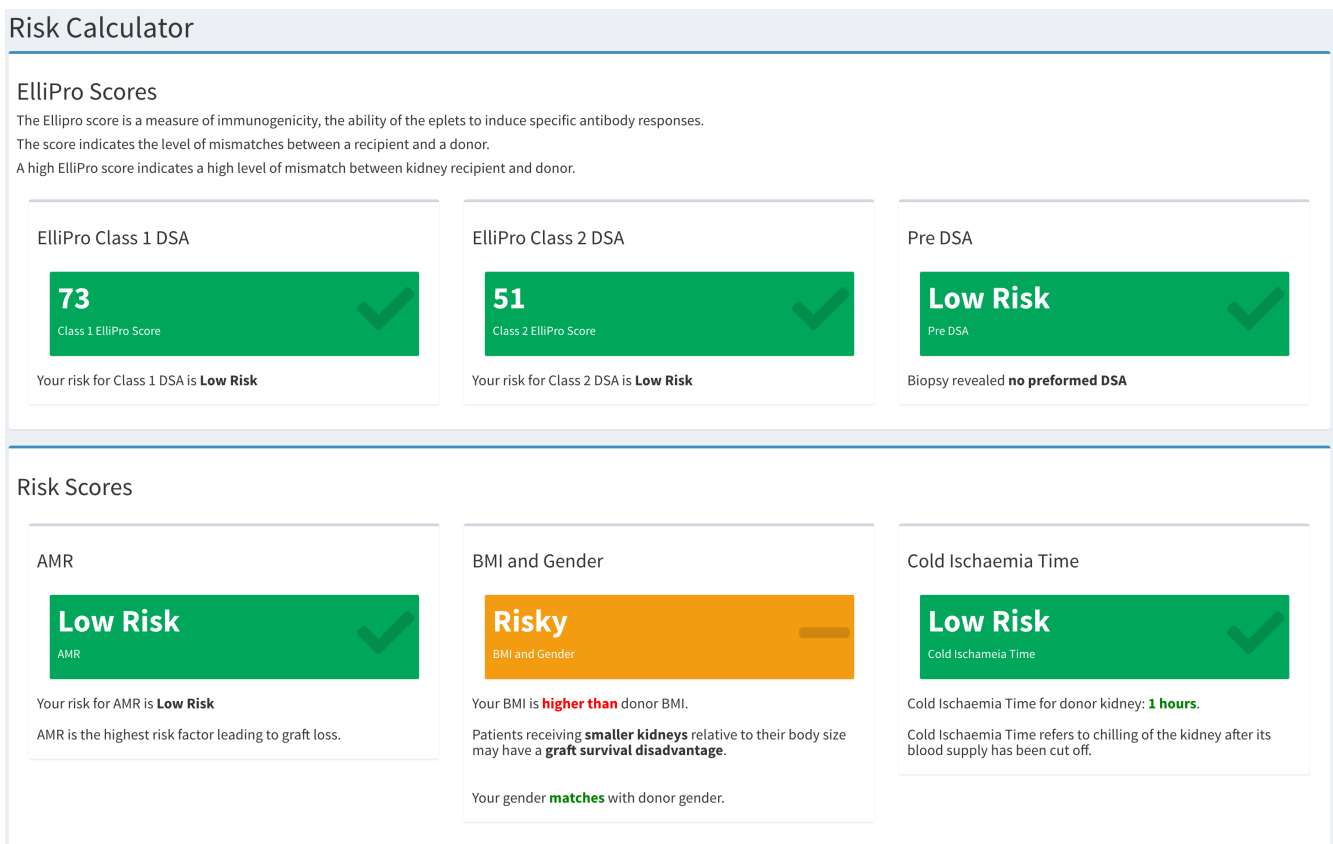 Risk Calculator
ElliPro Scores
The Ellipro score is a measure of immunogenicity, the ability of the eplets to induce specific antibody responses.
The score indicates the level of mismatches between a recipient and a donor.
A high ElliPro score indicates a high level of mismatch between kidney recipient and donor.
ElliPro Class 1 DSA
73
Class 1 ElliPro Score
Your risk for Class 1 DSA is Low Risk
ElliPro Class 2 DSA
51
Class 2 ElliPro Score
Your risk for Class 2 DSA is Low Risk
Pre DSA
Low Risk
Pre DSA
Biopsy revealed no preformed DSA
Risk Scores
AMR
Low Risk
AMR
Your risk for AMR is Low Risk
AMR is the highest risk factor leading to graft loss.
BMI and Gender
Risky
BMI and Gender
Your BMI is higher than donor BMI.
Patients receiving smaller kidneys relative to their body size
may have a graft survival disadvantage.
Your gender matches with donor gender.
Cold Ischaemia Time
Low Risk
Cold Ischameia Time
Cold Ischaemia Time for donor kidney: 1 hours.
Cold Ischaemia Time refers to chilling of the kidney after its
blood supply has been cut off.